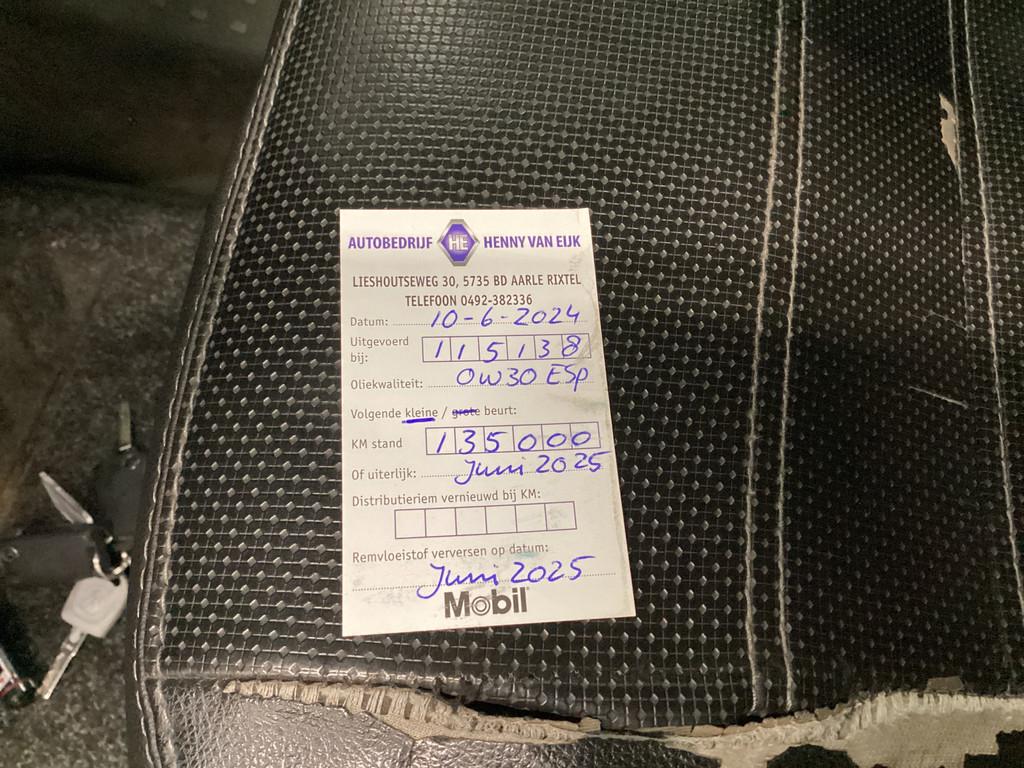 AUTOBEDRIJF HE HENNY VAN EIJK
LIESHOUTSEWEG 30, 5735 BD AARLE RIXTEL
TELEFOON 0492-382336
Datum: 10-6-2024
Uitgevoerd bij: 115138
Oliekwaliteit: 0W30 ESP
Volgende kleine / grote beurt:
KM stand 135000
Of uiterlijk: Juni 2025
Distributieriem vernieuwd bij KM:
Remvloeistof verversen op datum:
Juni 2025
Mobil